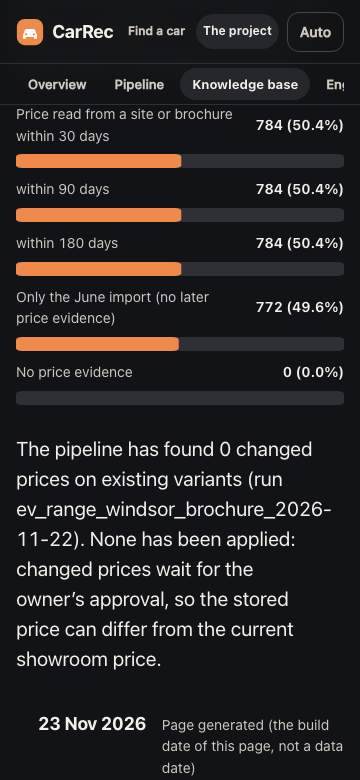 CarRec Find a car The project Auto
Overview Pipeline Knowledge base
Price read from a site or brochure
within 30 days 784 (50.4%)
within 90 days 784 (50.4%)
within 180 days 784 (50.4%)
Only the June import (no later
price evidence) 772 (49.6%)
No price evidence 0 (0.0%)
The pipeline has found 0 changed
prices on existing variants (run
ev_range_windsor_brochure_2026-
11-22). None has been applied:
changed prices wait for the
owner’s approval, so the stored
price can differ from the current
showroom price.
23 Nov 2026 Page generated (the build
date of this page, not a data
date)